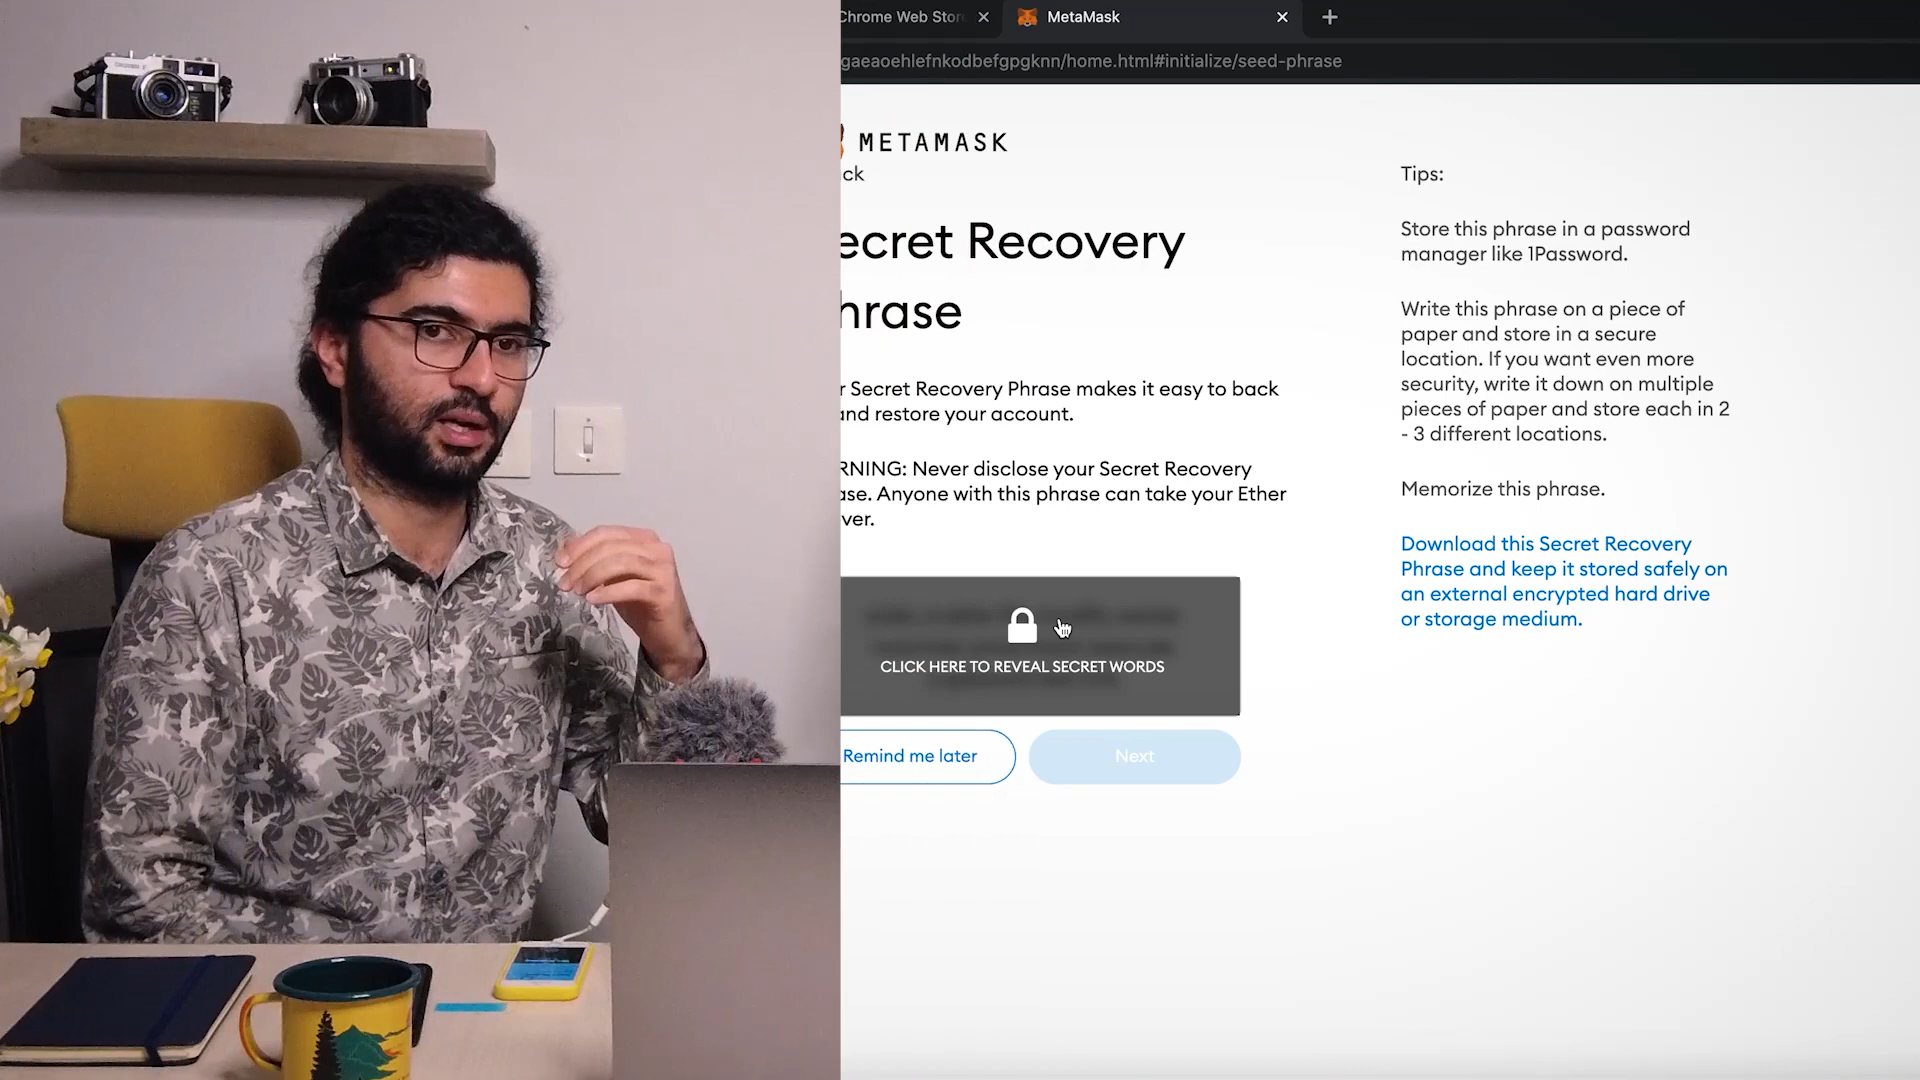 Chrome Web Stor
MetaMask
gaeaoehlefnkodbefgpgknn/home.html#initialize/seed-phrase
METAMASK
ck
ecret Recovery
hrase
r Secret Recovery Phrase makes it easy to back
and restore your account.
RNING: Never disclose your Secret Recovery
ase. Anyone with this phrase can take your Ether
ver.
CLICK HERE TO REVEAL SECRET WORDS
Remind me later
Next
Tips:
Store this phrase in a password
manager like 1Password.
Write this phrase on a piece of
paper and store in a secure
location. If you want even more
security, write it down on multiple
pieces of paper and store each in 2
- 3 different locations.
Memorize this phrase.
Download this Secret Recovery
Phrase and keep it stored safely on
an external encrypted hard drive
or storage medium.